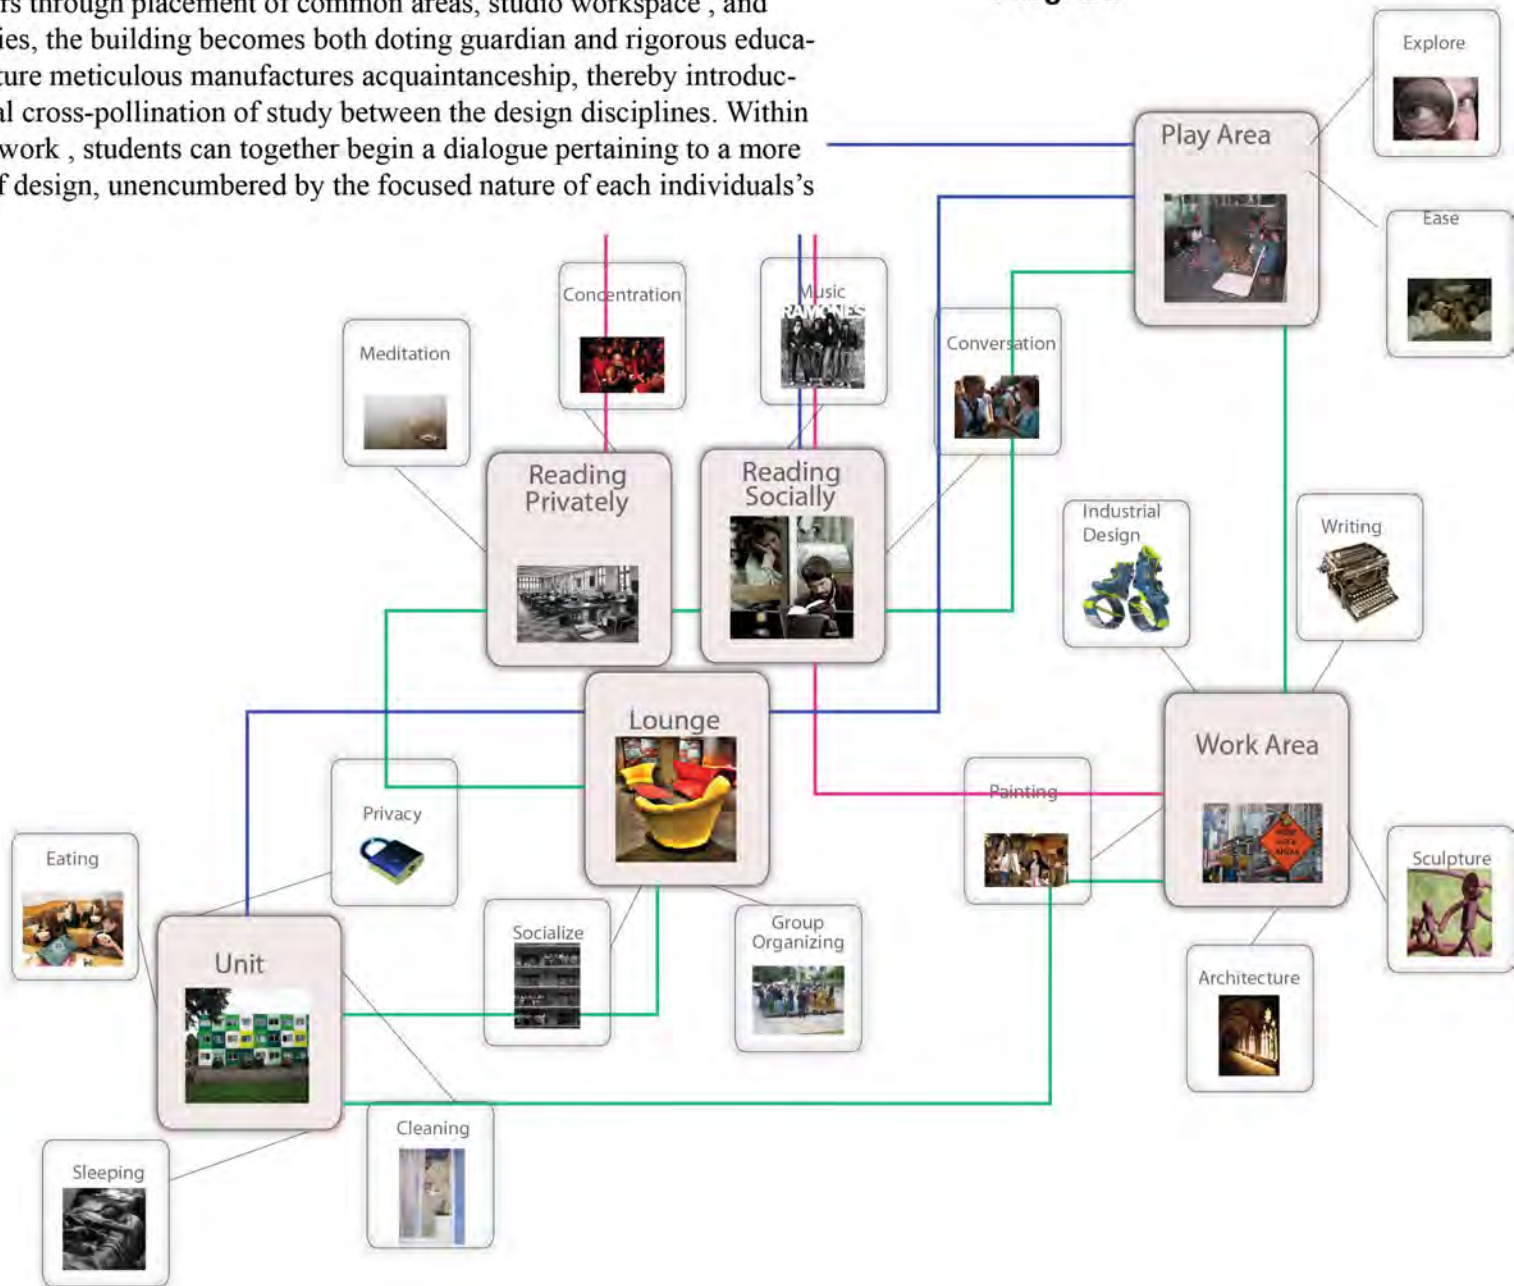 rs through placement of common areas, studio workspace , and
ies, the building becomes both doting guardian and rigorous educa-
ture meticulous manufactures acquaintanceship, thereby introduc-
al cross-pollination of study between the design disciplines. Within
work , students can together begin a dialogue pertaining to a more
f design, unencumbered by the focused nature of each individuals's
Explore
Play Area
Ease
Concentration
Music
RAMONES
Conversation
Meditation
Reading
Privately
Reading
Socially
Industrial
Design
Writing
Lounge
Work Area
Painting
Privacy
Eating
Sculpture
Socialize
Group
Organizing
Unit
Architecture
Cleaning
Sleeping